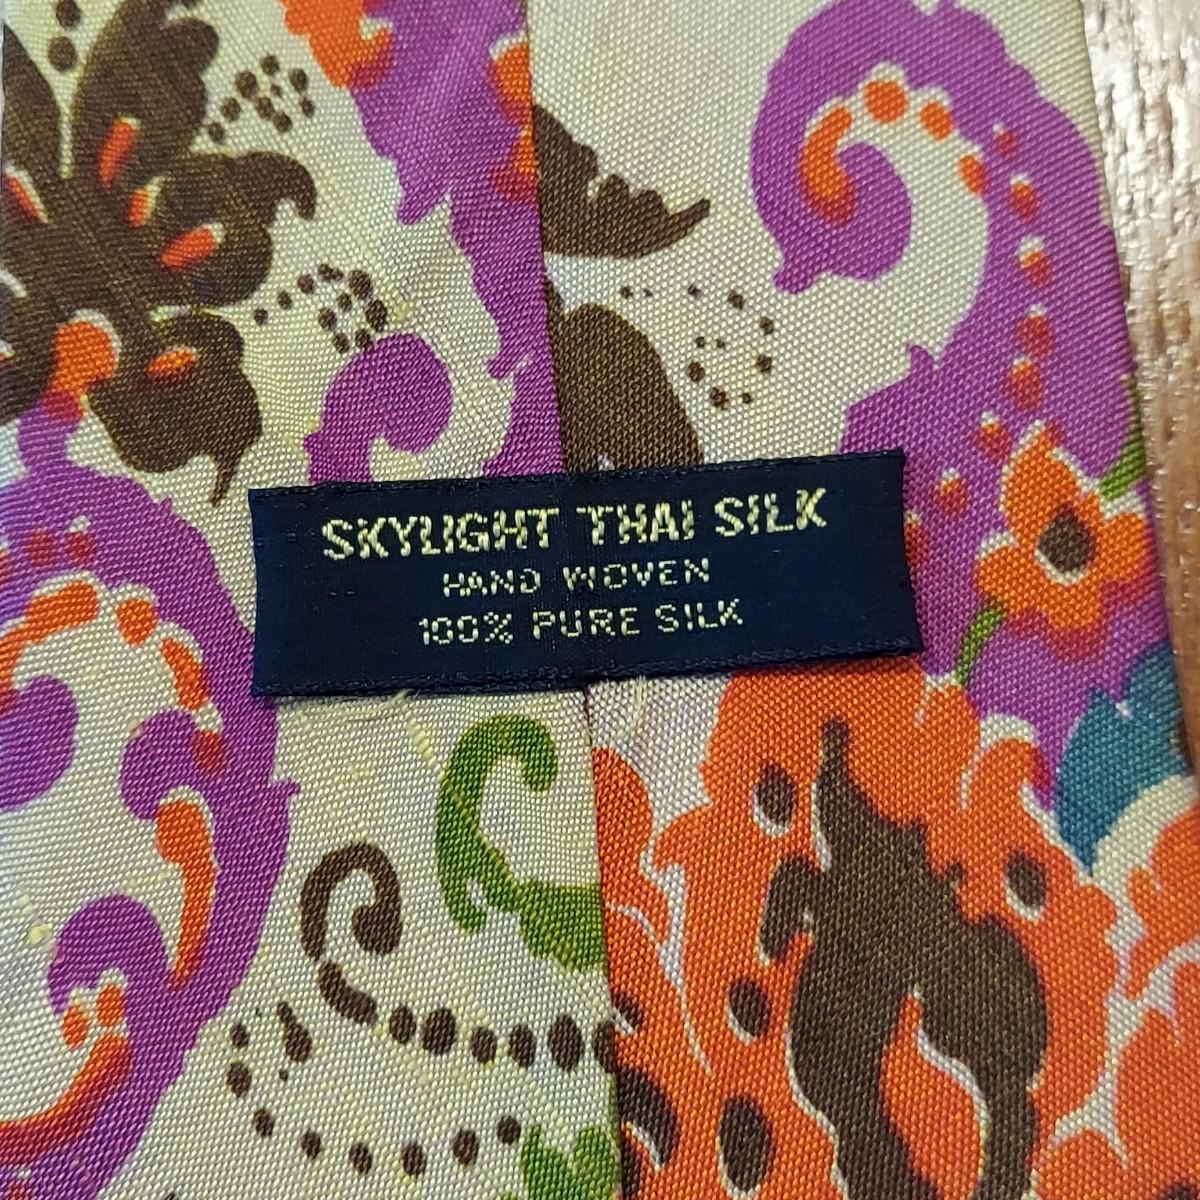 SKYLIGHT THAI SILK
HAND WOVEN
100% PURE SILK